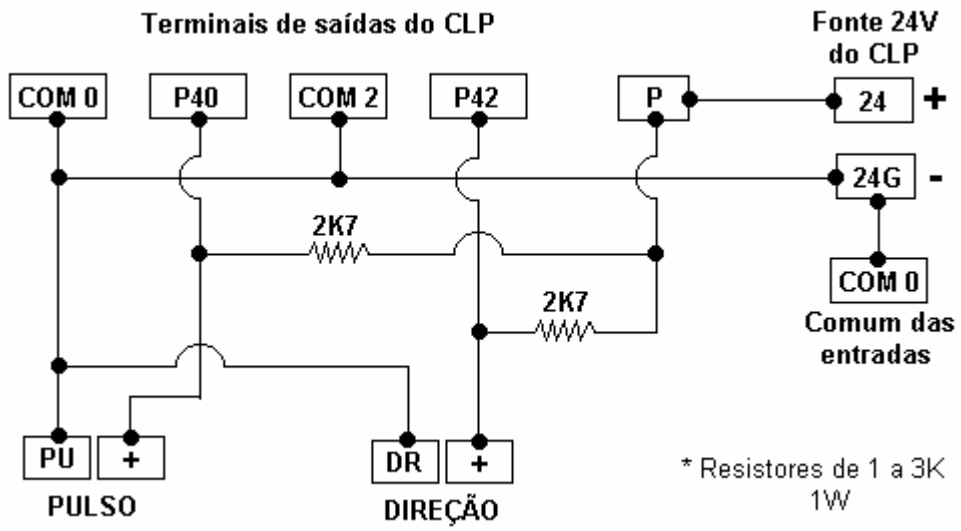 Terminais de saídas do CLP
Fonte 24V
do CLP
COM 0
P40
COM 2
P42
P
24
+
24G
-
2K7
COM 0
2K7
Comum das
entradas
PU
+
DR
+
PULSO
DIREÇÃO
* Resistores de 1 a 3K
1W